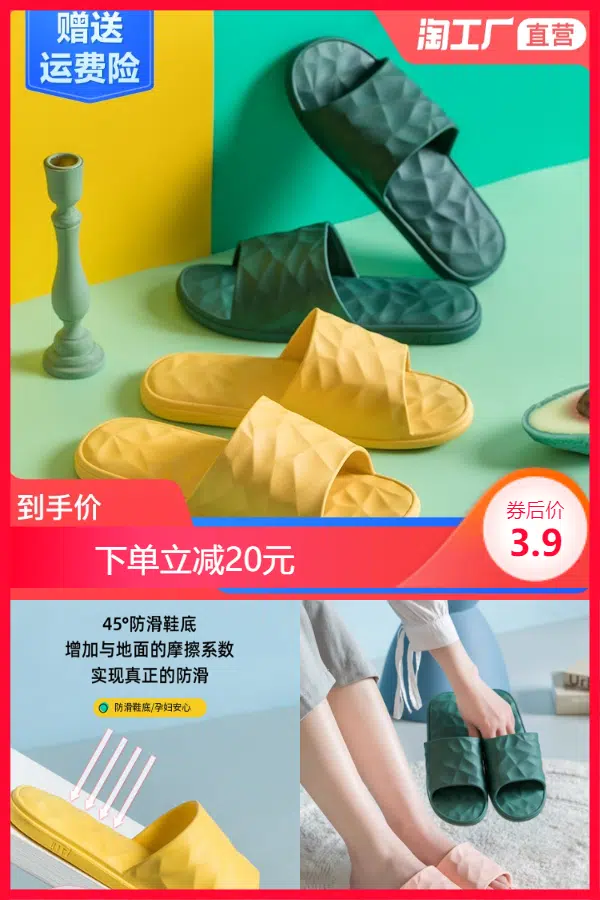 赠送
运费险
淘工厂 直营
到手价
券后价
3.9
下单立减20元
45°防滑鞋底
增加与地面的摩擦系数
实现真正的防滑
防滑鞋底/孕妇安心